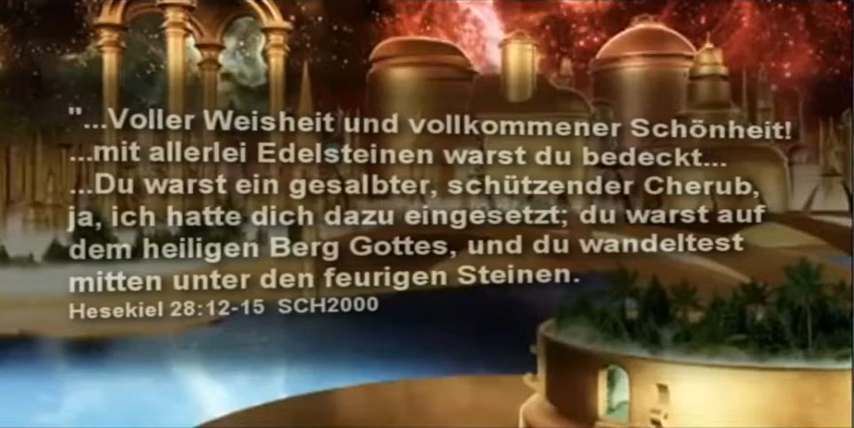 "...Voller Weisheit und vollkommener Schönheit!
...mit allerlei Edelsteinen warst du bedeckt...
...Du warst ein gesalbter, schützender Cherub,
ja, ich hatte dich dazu eingesetzt; du warst auf
dem heiligen Berg Gottes, und du wandeltest
mitten unter den feurigen Steinen.
Hesekiel 28:12-15 SCH2000